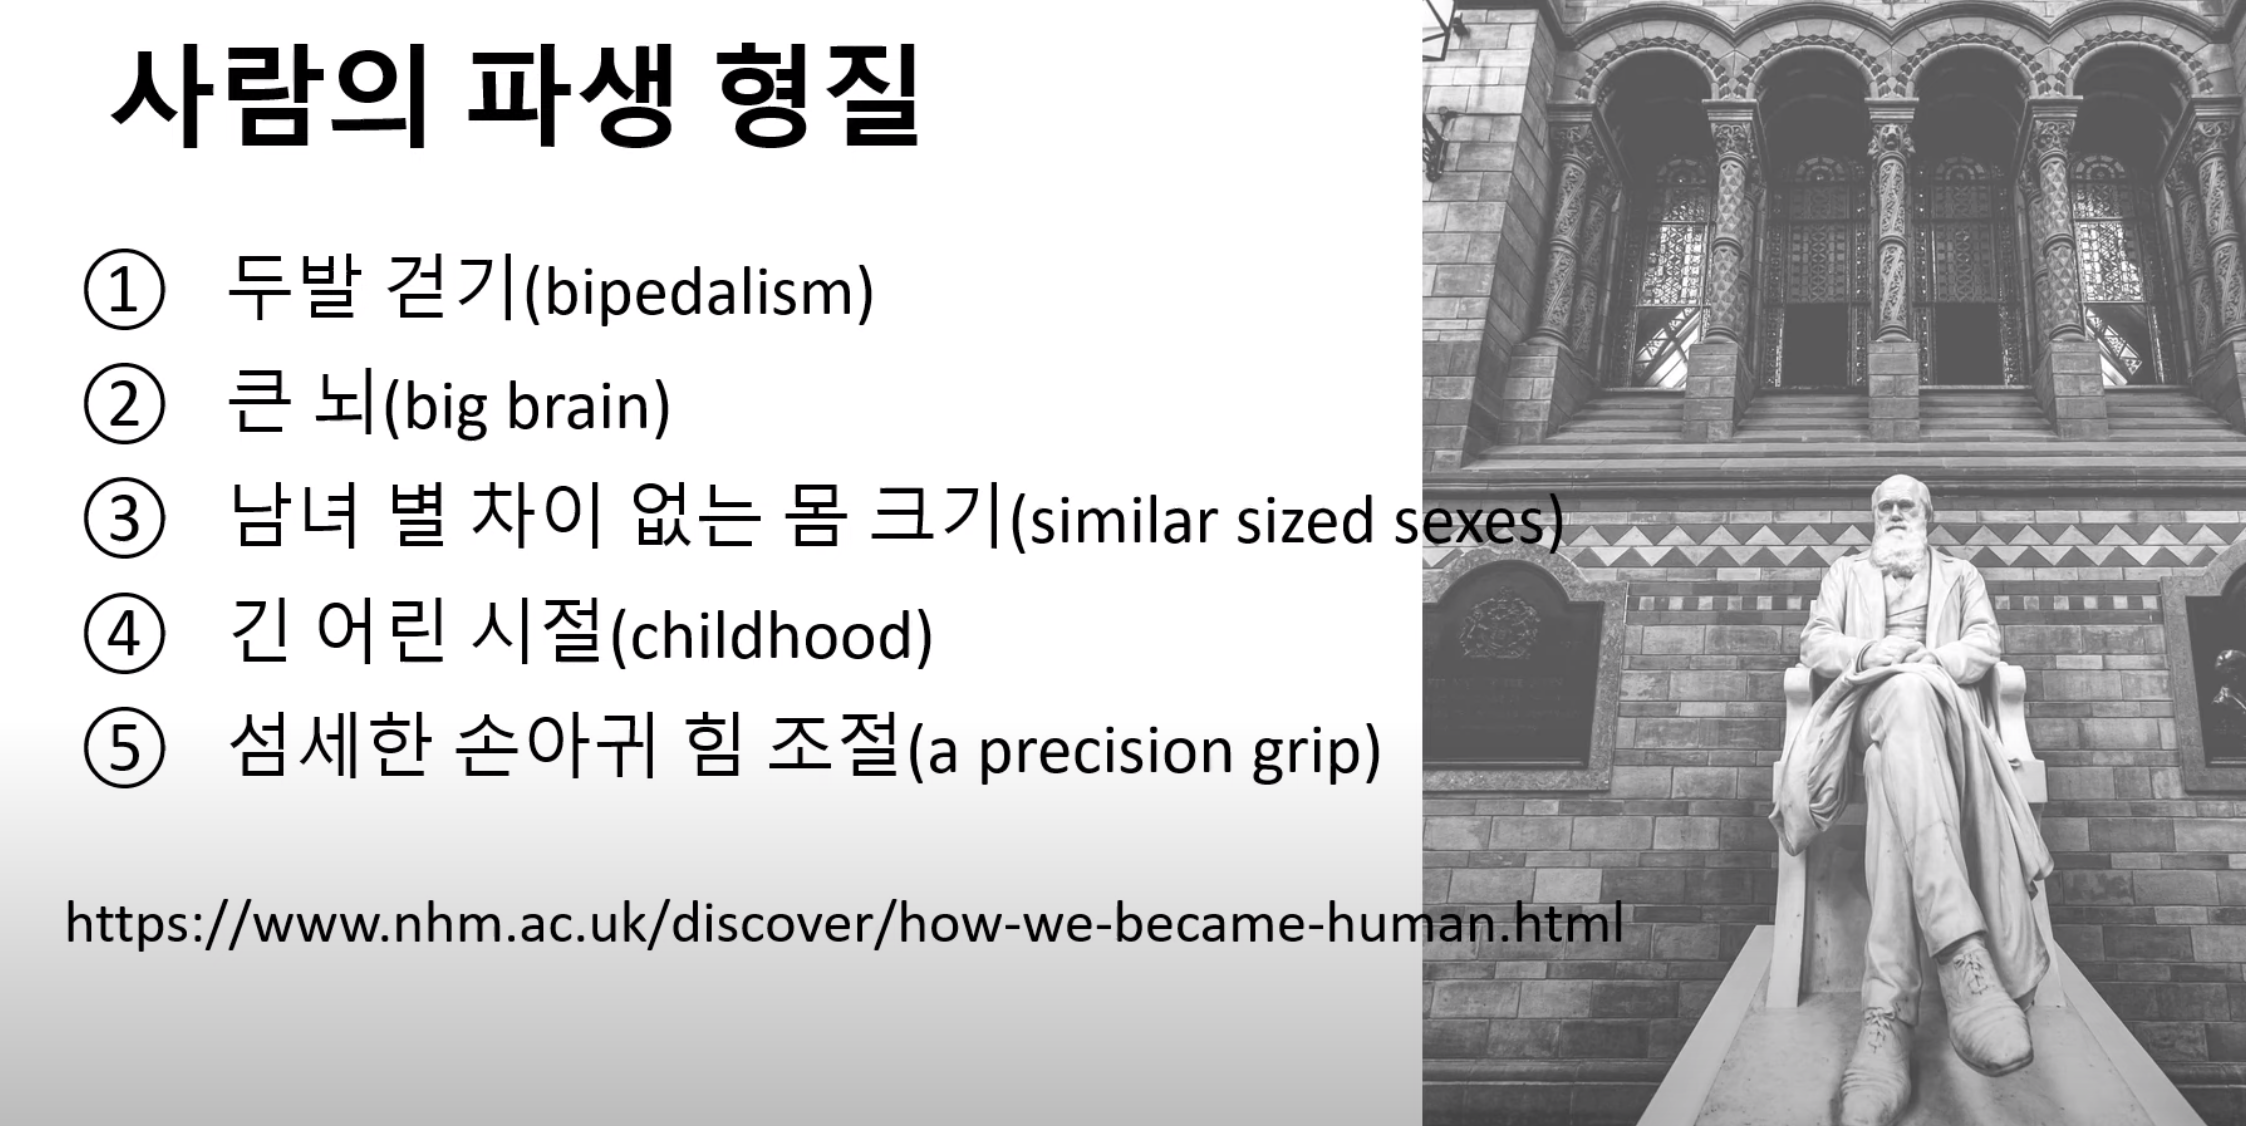 사람의 파생 형질
① 두발 걷기(bipedalism)
② 큰 뇌(big brain)
③ 남녀 별 차이 없는 몸 크기(similar sized sexes)
④ 긴 어린 시절(childhood)
⑤ 섬세한 손아귀 힘 조절(a precision grip)
https://www.nhm.ac.uk/discover/how-we-became-human.html